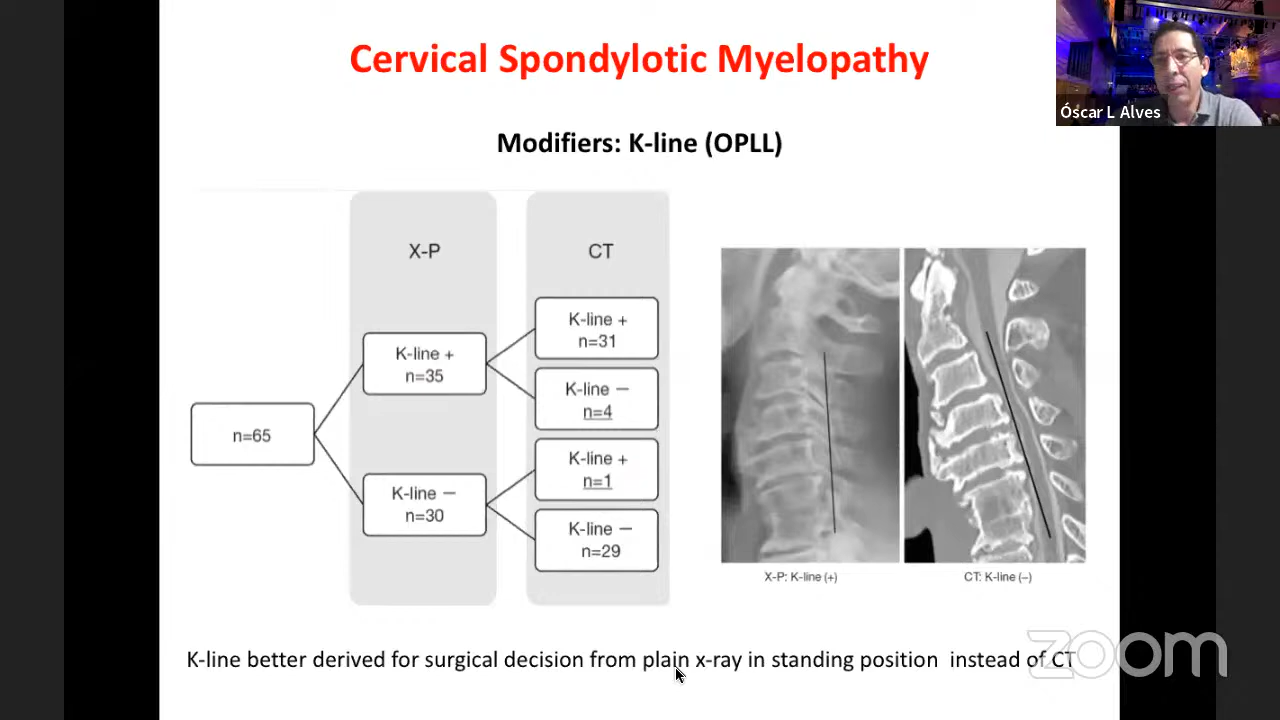 Cervical Spondylotic Myelopathy
Óscar L Alves
Modifiers: K-line (OPLL)
X-P
CT
n=65
K-line +
n=35
K-line −
n=30
K-line +
n=31
K-line −
n=4
K-line +
n=1
K-line −
n=29
X-P: K-line (+)
CT: K-line (−)
K-line better derived for surgical decision from plain x-ray in standing position instead of CT
zoom